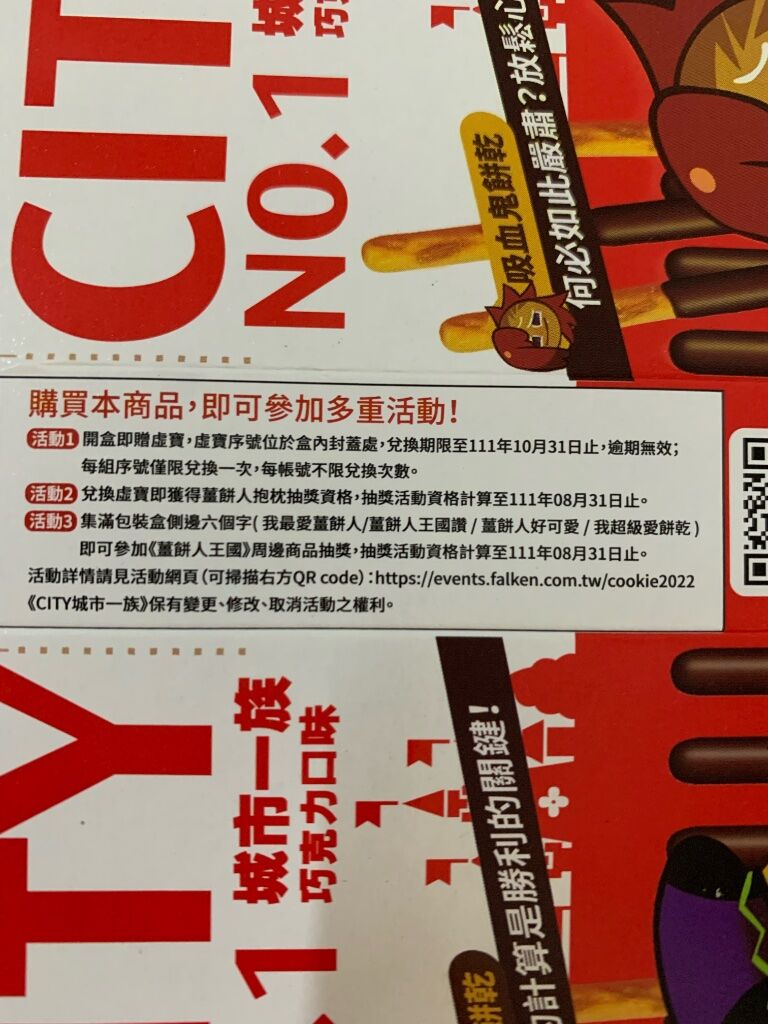 CIT
NO.1
吸血鬼餅乾
何必如此嚴肅?放鬆心
購買本商品,即可參加多重活動!
活動1 開盒即贈虛寶,虛寶序號位於盒內封蓋處,兌換期限至111年10月31日止,逾期無效;
每組序號僅限兌換一次,每帳號不限兌換次數。
活動2 兌換虛寶即獲得薑餅人抱枕抽獎資格,抽獎活動資格計算至111年08月31日止。
活動3 集滿包裝盒側邊六個字(我最愛薑餅人/薑餅人王國讚/薑餅人好可愛/我超級愛餅乾)
即可參加《薑餅人王國》周邊商品抽獎,抽獎活動資格計算至111年08月31日止。
活動詳情請見活動網頁(可掃描右方QR code):https://events.falken.com.tw/cookie2022
《CITY城市一族》保有變更、修改、取消活動之權利。
TY
1
城市一族
巧克力口味
計算是勝利的關鍵!
餅乾